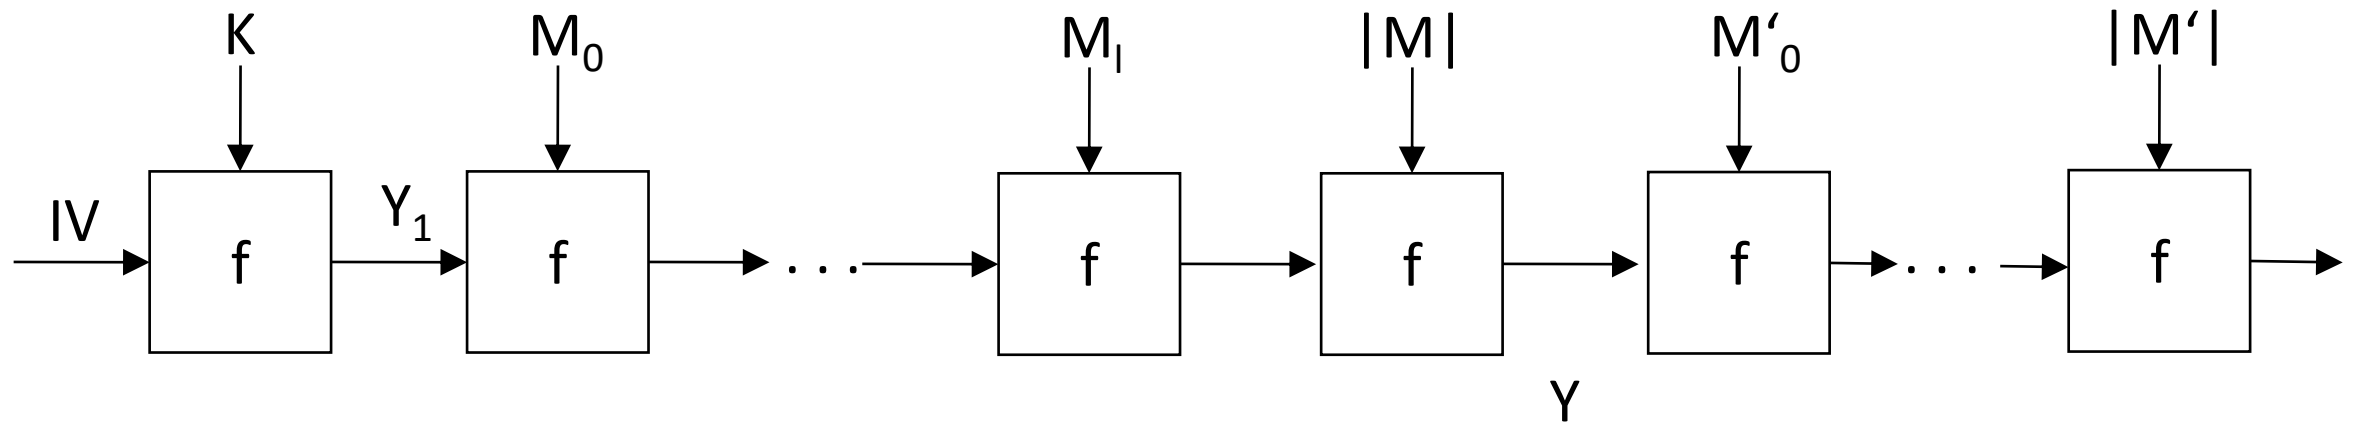 K M₀ Mₗ |M| M‘₀ |M‘|
IV Y₁
f f . . . f f f . . . f
Y